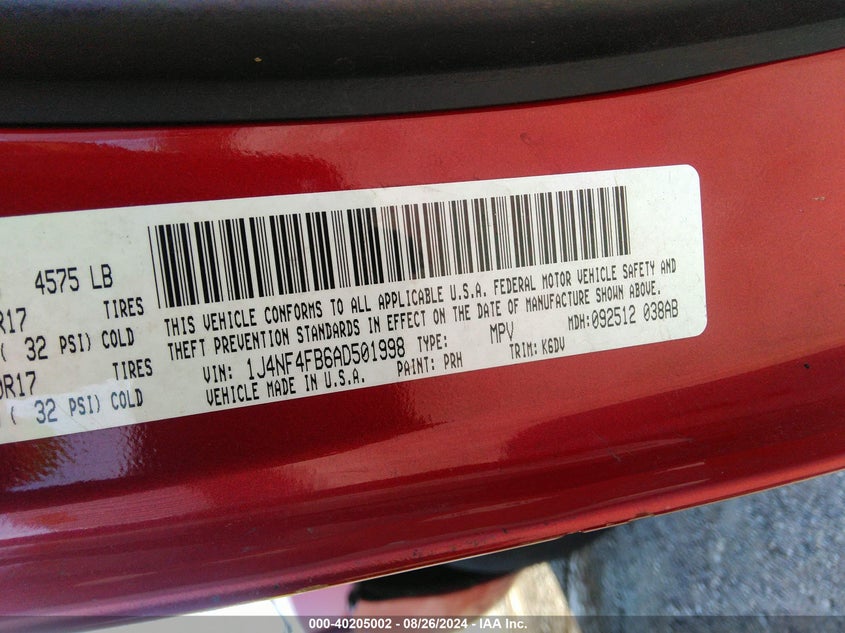 4575 LB
R17 TIRES
( 32 PSI) COLD
R17 TIRES
( 32 PSI) COLD
THIS VEHICLE CONFORMS TO ALL APPLICABLE U.S.A. FEDERAL MOTOR VEHICLE SAFETY AND
THEFT PREVENTION STANDARDS IN EFFECT ON THE DATE OF MANUFACTURE SHOWN ABOVE.
VIN: 1J4NF4FB6AD501998 TYPE: MPV MDH:092512 038AB
VEHICLE MADE IN U.S.A. PAINT: PRH TRIM: K6DV
000-40205002 - 08/26/2024 - IAA Inc.